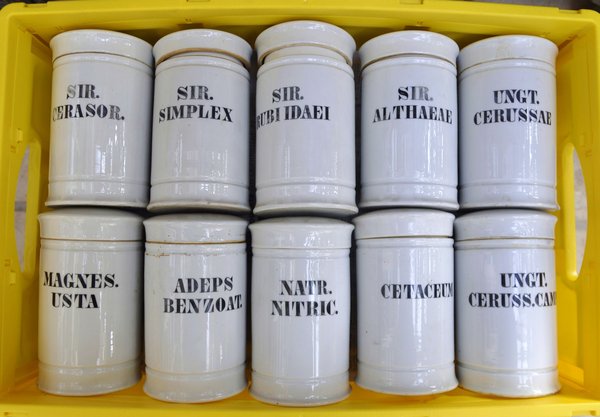 SIR.
CERASOR.
SIR.
SIMPLEX
SIR.
RUBI IDAEI
SIR.
ALTHAEAE
UNGT.
CERUSSAE
MAGNES.
USTA
ADEPS
BENZOAT.
NATR.
NITRIC.
CETACEUM
UNGT.
CERUSS.CAM